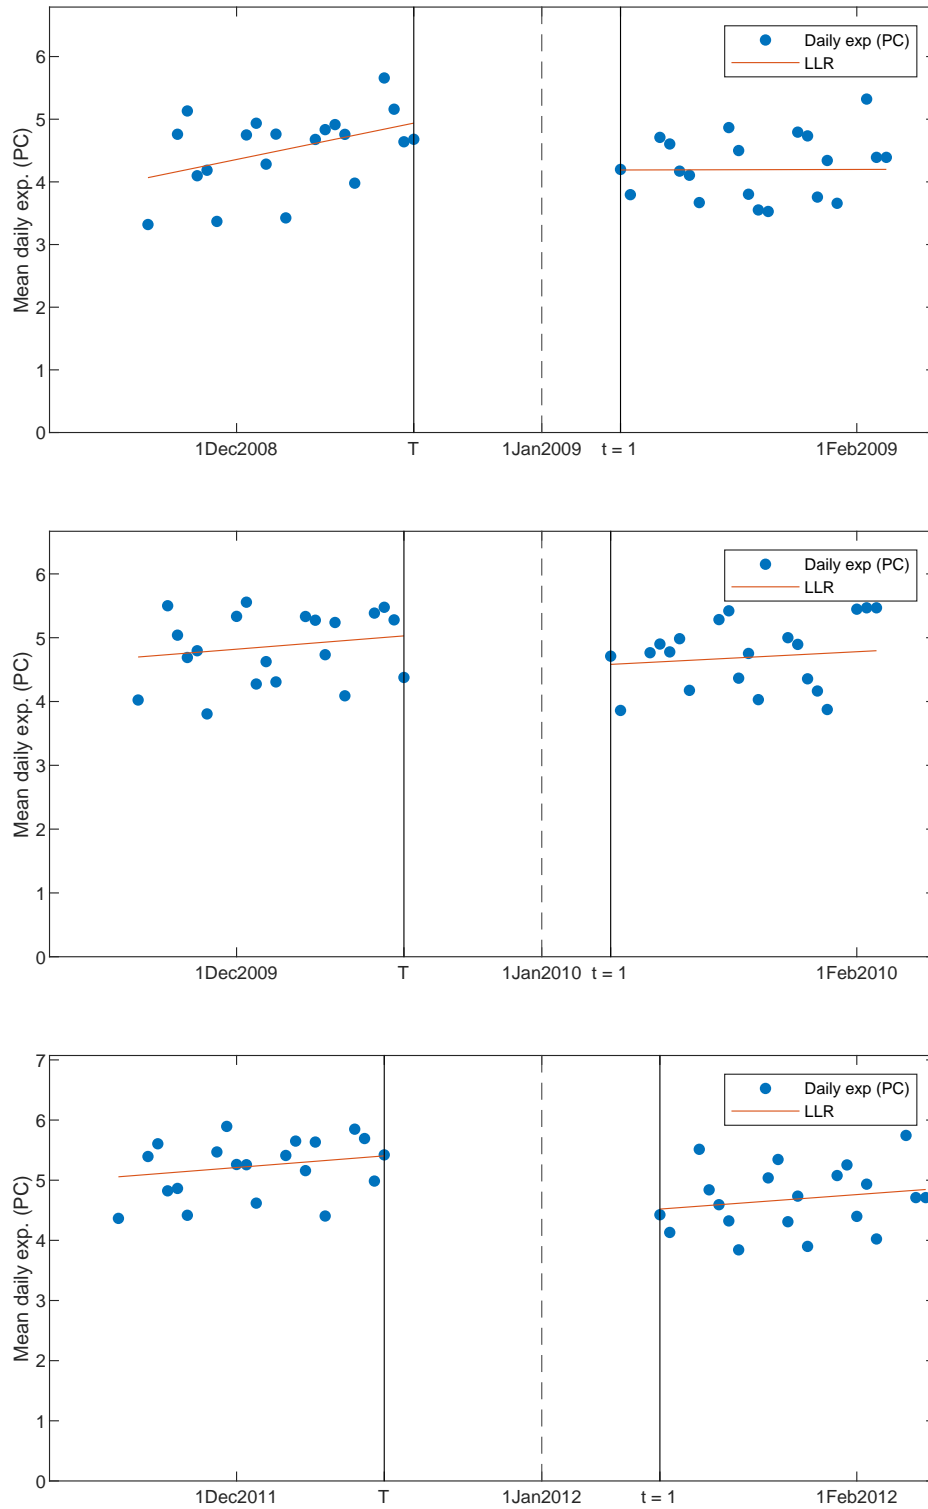 Mean daily exp. (PC)
6
5
4
3
2
1
0
Daily exp (PC)
LLR
1Dec2008 T 1Jan2009 t = 1 1Feb2009
Mean daily exp. (PC)
6
5
4
3
2
1
0
Daily exp (PC)
LLR
1Dec2009 T 1Jan2010 t = 1 1Feb2010
Mean daily exp. (PC)
7
6
5
4
3
2
1
0
Daily exp (PC)
LLR
1Dec2011 T 1Jan2012 t = 1 1Feb2012